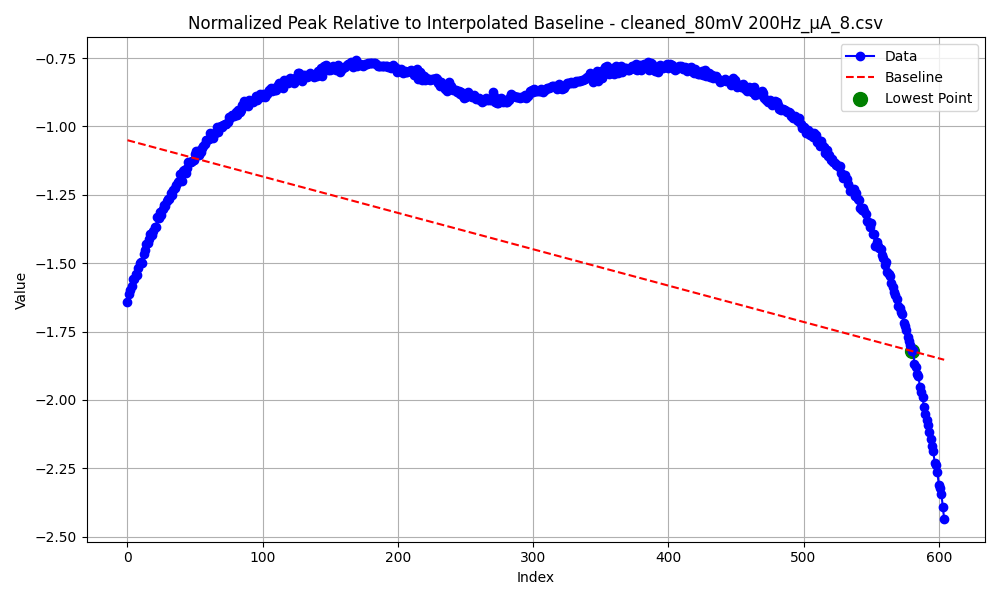 Normalized Peak Relative to Interpolated Baseline - cleaned_80mV 200Hz_µA_8.csv
Data
Baseline
Lowest Point
−0.75
−1.00
−1.25
−1.50
−1.75
−2.00
−2.25
−2.50
Value
0 100 200 300 400 500 600
Index